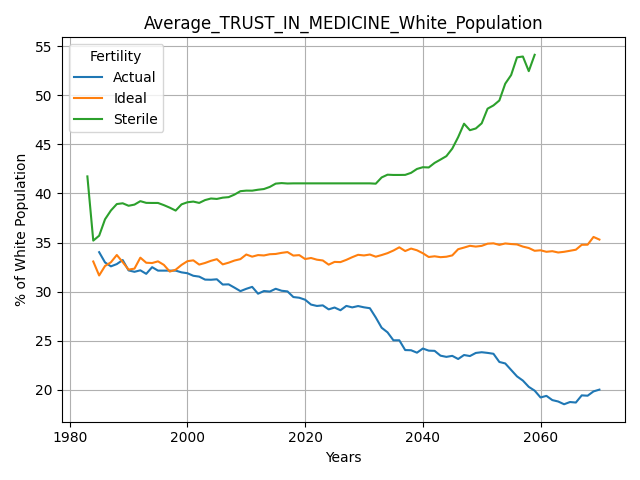 Average_TRUST_IN_MEDICINE_White_Population
Fertility
Actual
Ideal
Sterile
% of White Population
55
50
45
40
35
30
25
20
1980
2000
2020
2040
2060
Years